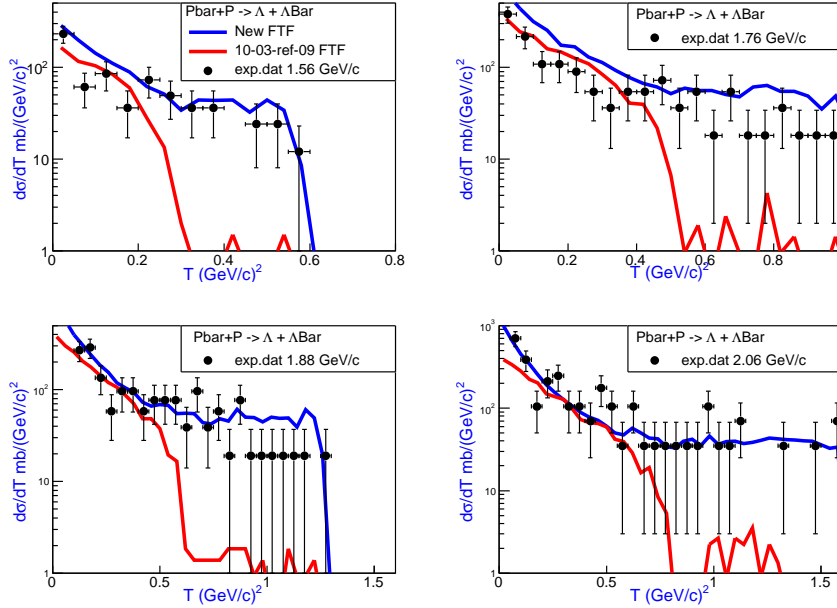 Pbar+P -> Λ + ΛBar
New FTF
10-03-ref-09 FTF
exp.dat 1.56 GeV/c
dσ/dT mb/(GeV/c)²
10²
10
1
0 0.2 0.4 0.6 0.8
T (GeV/c)²
Pbar+P -> Λ + ΛBar
exp.dat 1.76 GeV/c
dσ/dT mb/(GeV/c)²
10²
10
1
0 0.2 0.4 0.6 0.8
T (GeV/c)²
Pbar+P -> Λ + ΛBar
exp.dat 1.88 GeV/c
dσ/dT mb/(GeV/c)²
10²
10
1
0 0.5 1 1.5
T (GeV/c)²
Pbar+P -> Λ + ΛBar
exp.dat 2.06 GeV/c
dσ/dT mb/(GeV/c)²
10³
10²
10
1
0 0.5 1 1.5
T (GeV/c)²